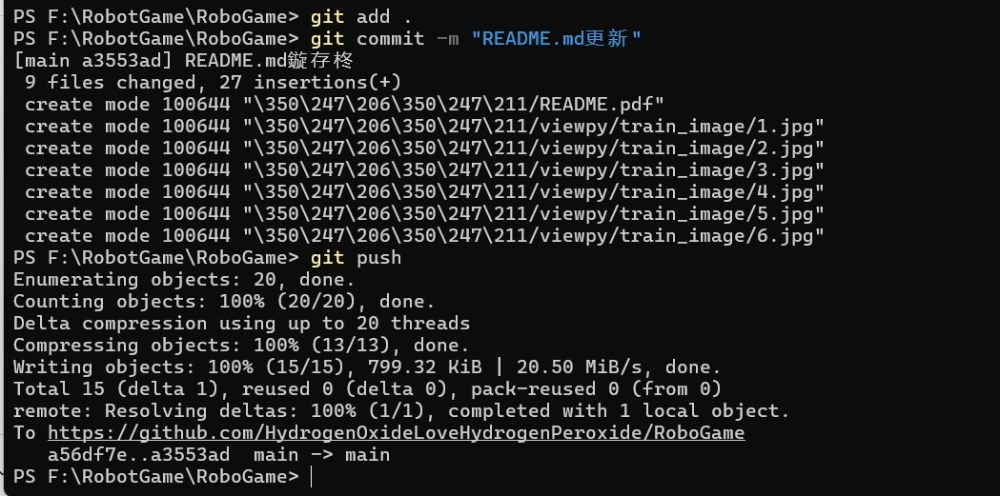 PS F:\RobotGame\RoboGame> git add .
PS F:\RobotGame\RoboGame> git commit -m "README.md更新"
[main a3553ad] README.md鏇存柊
 9 files changed, 27 insertions(+)
 create mode 100644 "\350\247\206\350\247\211/README.pdf"
 create mode 100644 "\350\247\206\350\247\211/viewpy/train_image/1.jpg"
 create mode 100644 "\350\247\206\350\247\211/viewpy/train_image/2.jpg"
 create mode 100644 "\350\247\206\350\247\211/viewpy/train_image/3.jpg"
 create mode 100644 "\350\247\206\350\247\211/viewpy/train_image/4.jpg"
 create mode 100644 "\350\247\206\350\247\211/viewpy/train_image/5.jpg"
 create mode 100644 "\350\247\206\350\247\211/viewpy/train_image/6.jpg"
PS F:\RobotGame\RoboGame> git push
Enumerating objects: 20, done.
Counting objects: 100% (20/20), done.
Delta compression using up to 20 threads
Compressing objects: 100% (13/13), done.
Writing objects: 100% (15/15), 799.32 KiB | 20.50 MiB/s, done.
Total 15 (delta 1), reused 0 (delta 0), pack-reused 0 (from 0)
remote: Resolving deltas: 100% (1/1), completed with 1 local object.
To https://github.com/HydrogenOxideLoveHydrogenPeroxide/RoboGame
   a56df7e..a3553ad  main -> main
PS F:\RobotGame\RoboGame>